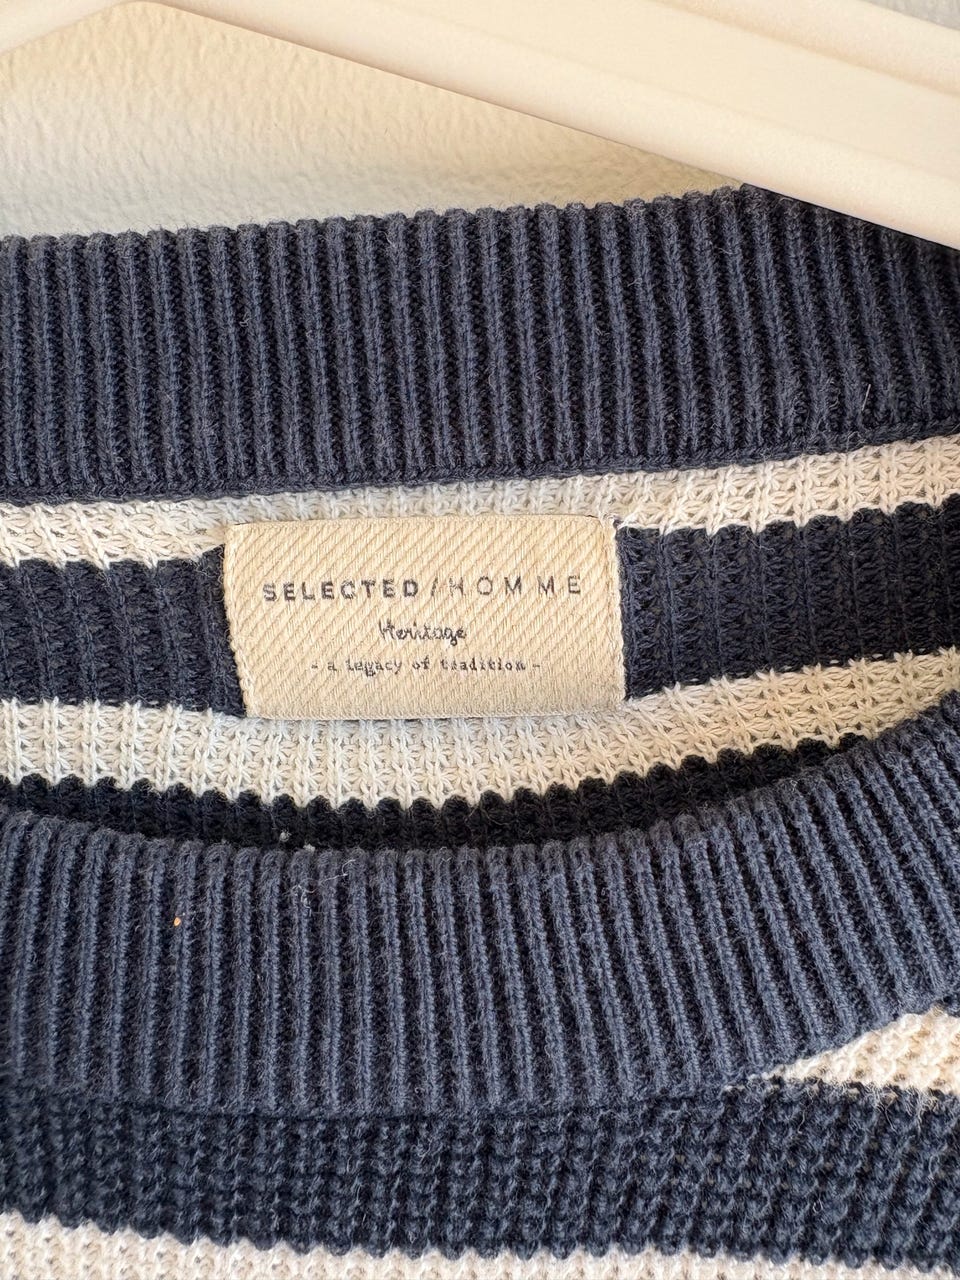 SELECTED / HOMME
Heritage
- a legacy of tradition -